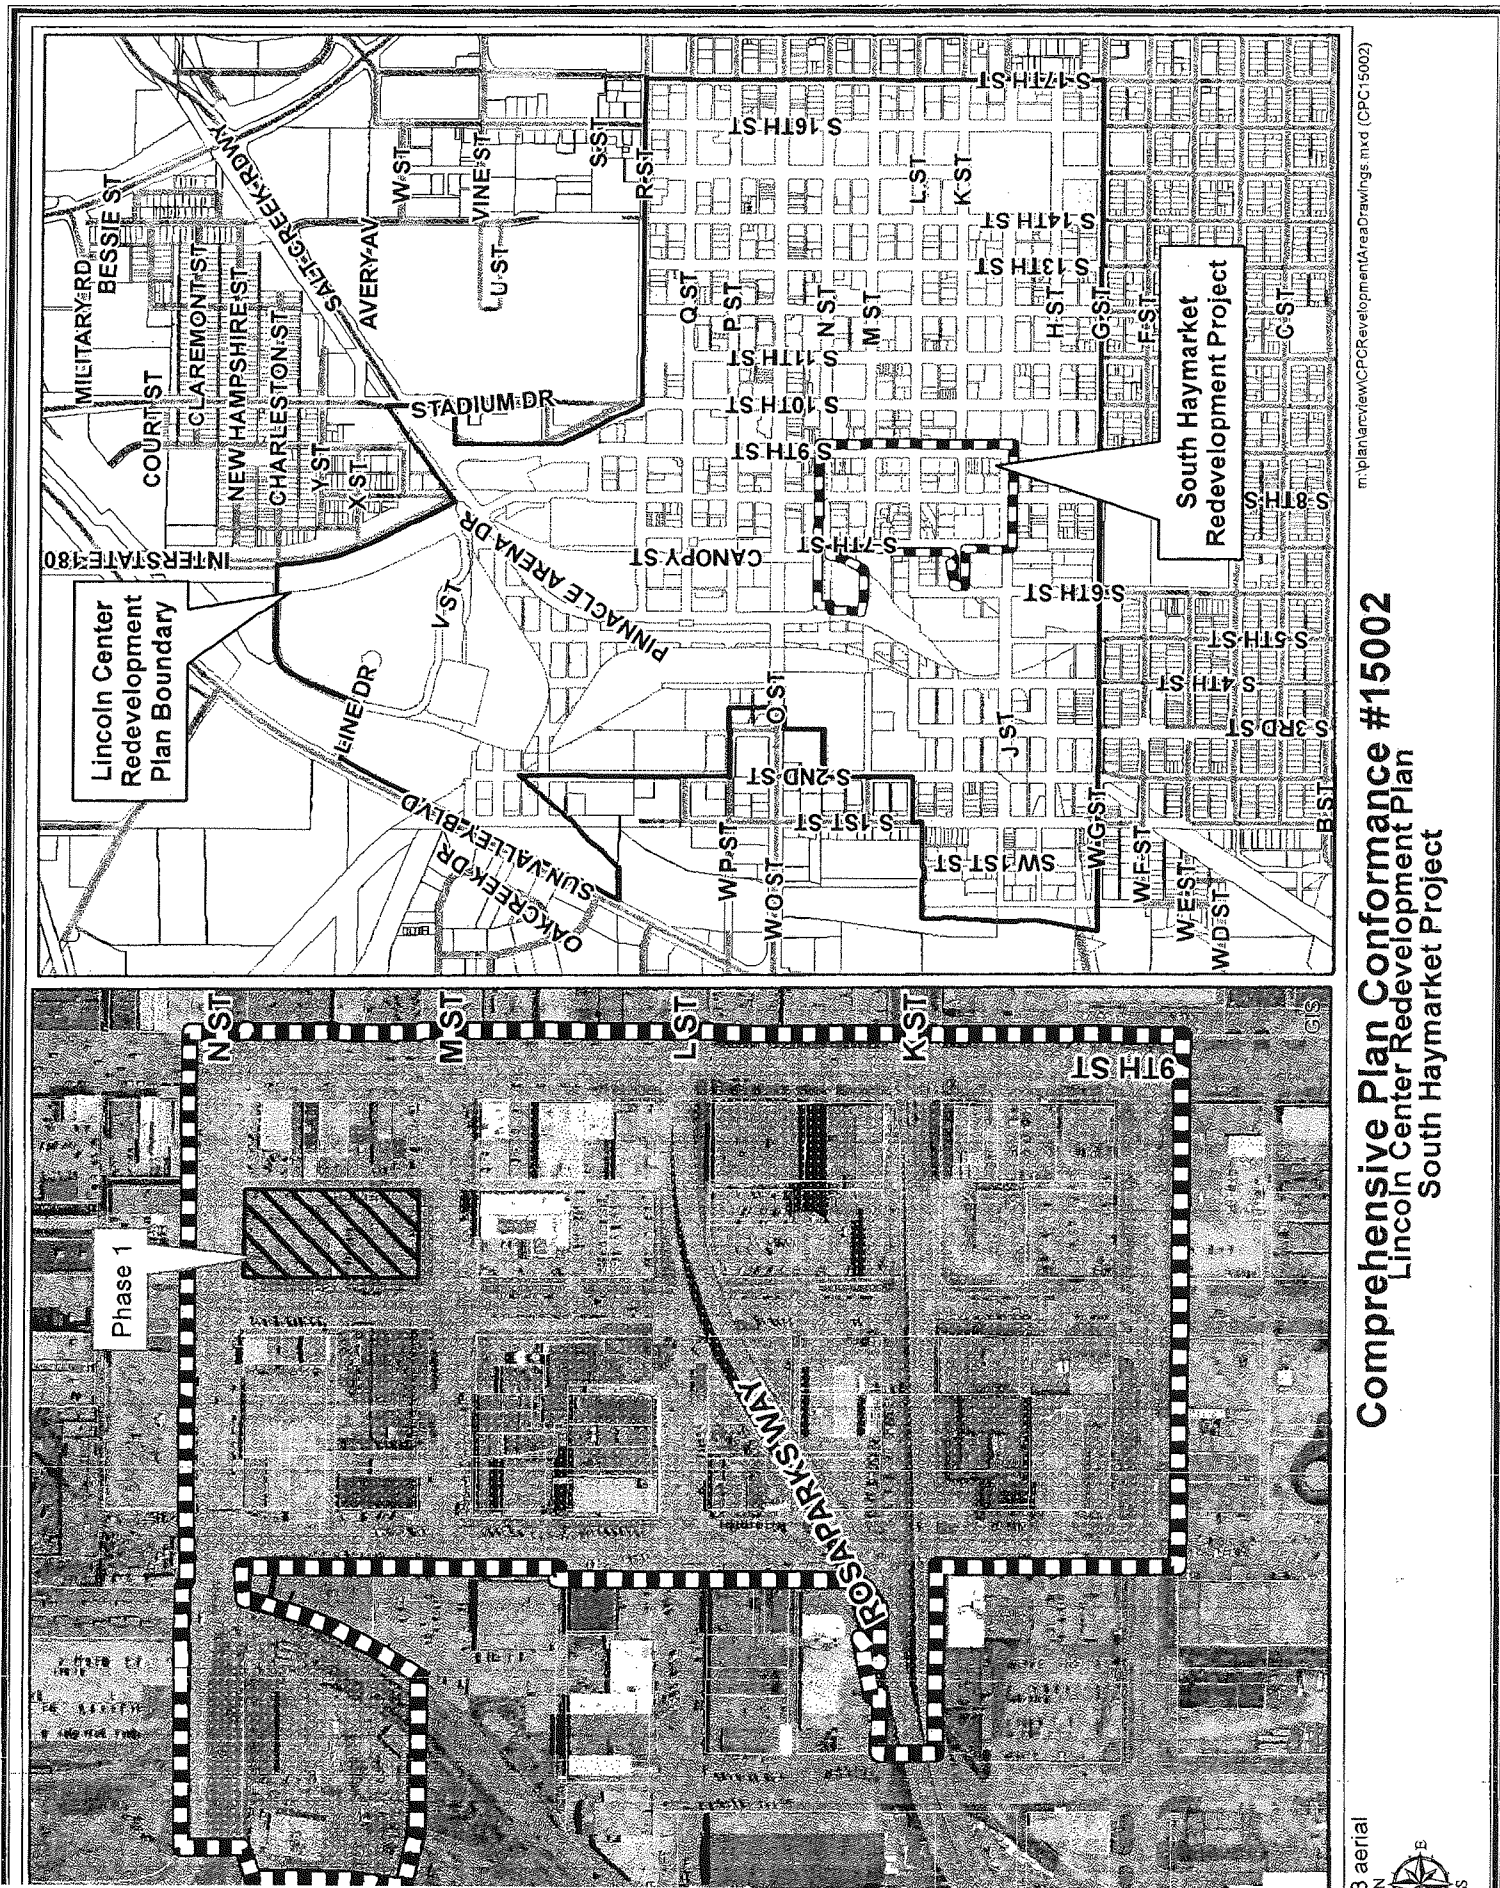 MILITARY RD
BESSIE ST
COURT ST
CLAREMONT ST
NEW HAMPSHIRE ST
CHARLESTON ST
Y ST
X ST
INTERSTATE 180
SALT CREEK RDWY
AVERY AV
W ST
VINE ST
U ST
S ST
R ST
STADIUM DR
Lincoln Center
Redevelopment
Plan Boundary
V ST
LINE DR
PINNACLE ARENA DR
CANOPY ST
SUN VALLEY BLVD
OAKCREEK DR
Q ST
P ST
N ST
M ST
L ST
K ST
H ST
G ST
F ST
C ST
S 17TH ST
S 16TH ST
S 14TH ST
S 13TH ST
S 11TH ST
S 10TH ST
S 9TH ST
S 8TH S
S 7TH ST
S 7TH ST
S 6TH ST
S 5TH ST
S 4TH ST
S 3RD ST
S 2ND ST
S 1ST ST
SW 1ST ST
O ST
J ST
W P ST
W O ST
W G ST
W F ST
W E ST
W D ST
B ST
South Haymarket
Redevelopment Project
Phase 1
N ST
M ST
L ST
K ST
9TH ST
ROSA PARKS WAY
GIS
m:\plan\arcview\CPCRevelopmentAreaDrawings.mxd (CPC15002)
Comprehensive Plan Conformance #15002
Lincoln Center Redevelopment Plan
South Haymarket Project
3 aerial
N
E
S